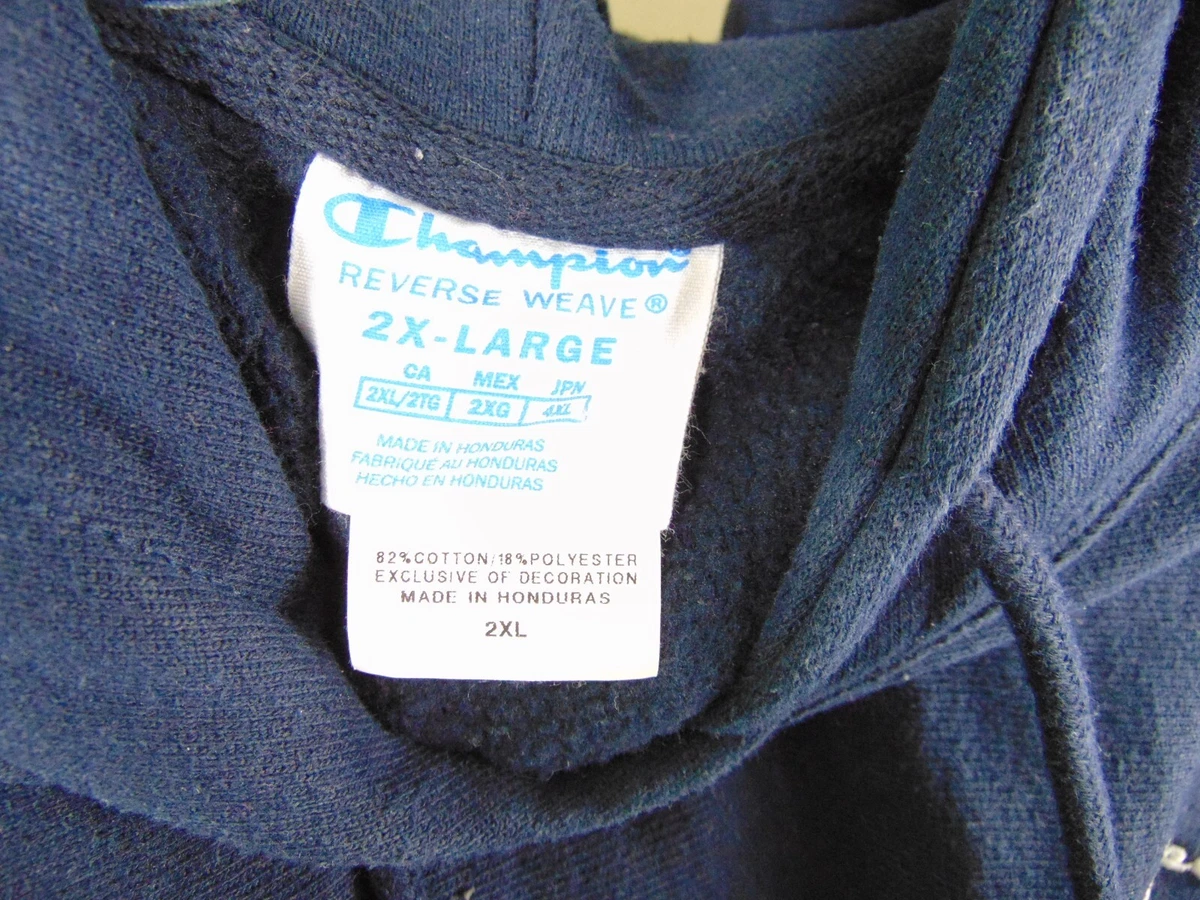 Champion®
REVERSE WEAVE®
2X-LARGE
CA MEX JPN
2XL/2TG 2XG 4XL
MADE IN HONDURAS
FABRIQUÉ AU HONDURAS
HECHO EN HONDURAS
82%COTTON/18%POLYESTER
EXCLUSIVE OF DECORATION
MADE IN HONDURAS
2XL